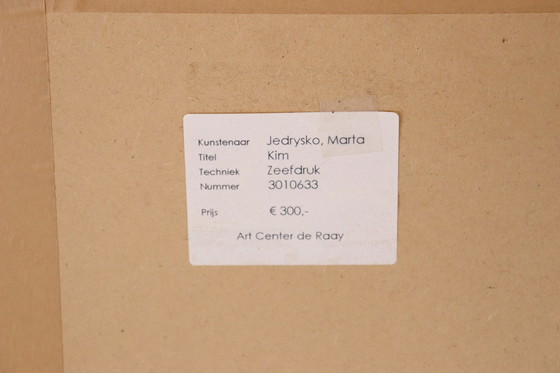 Kunstenaar Jedrysko, Marta
Titel Kim
Techniek Zeefdruk
Nummer 3010633
Prijs € 300,-
Art Center de Raay